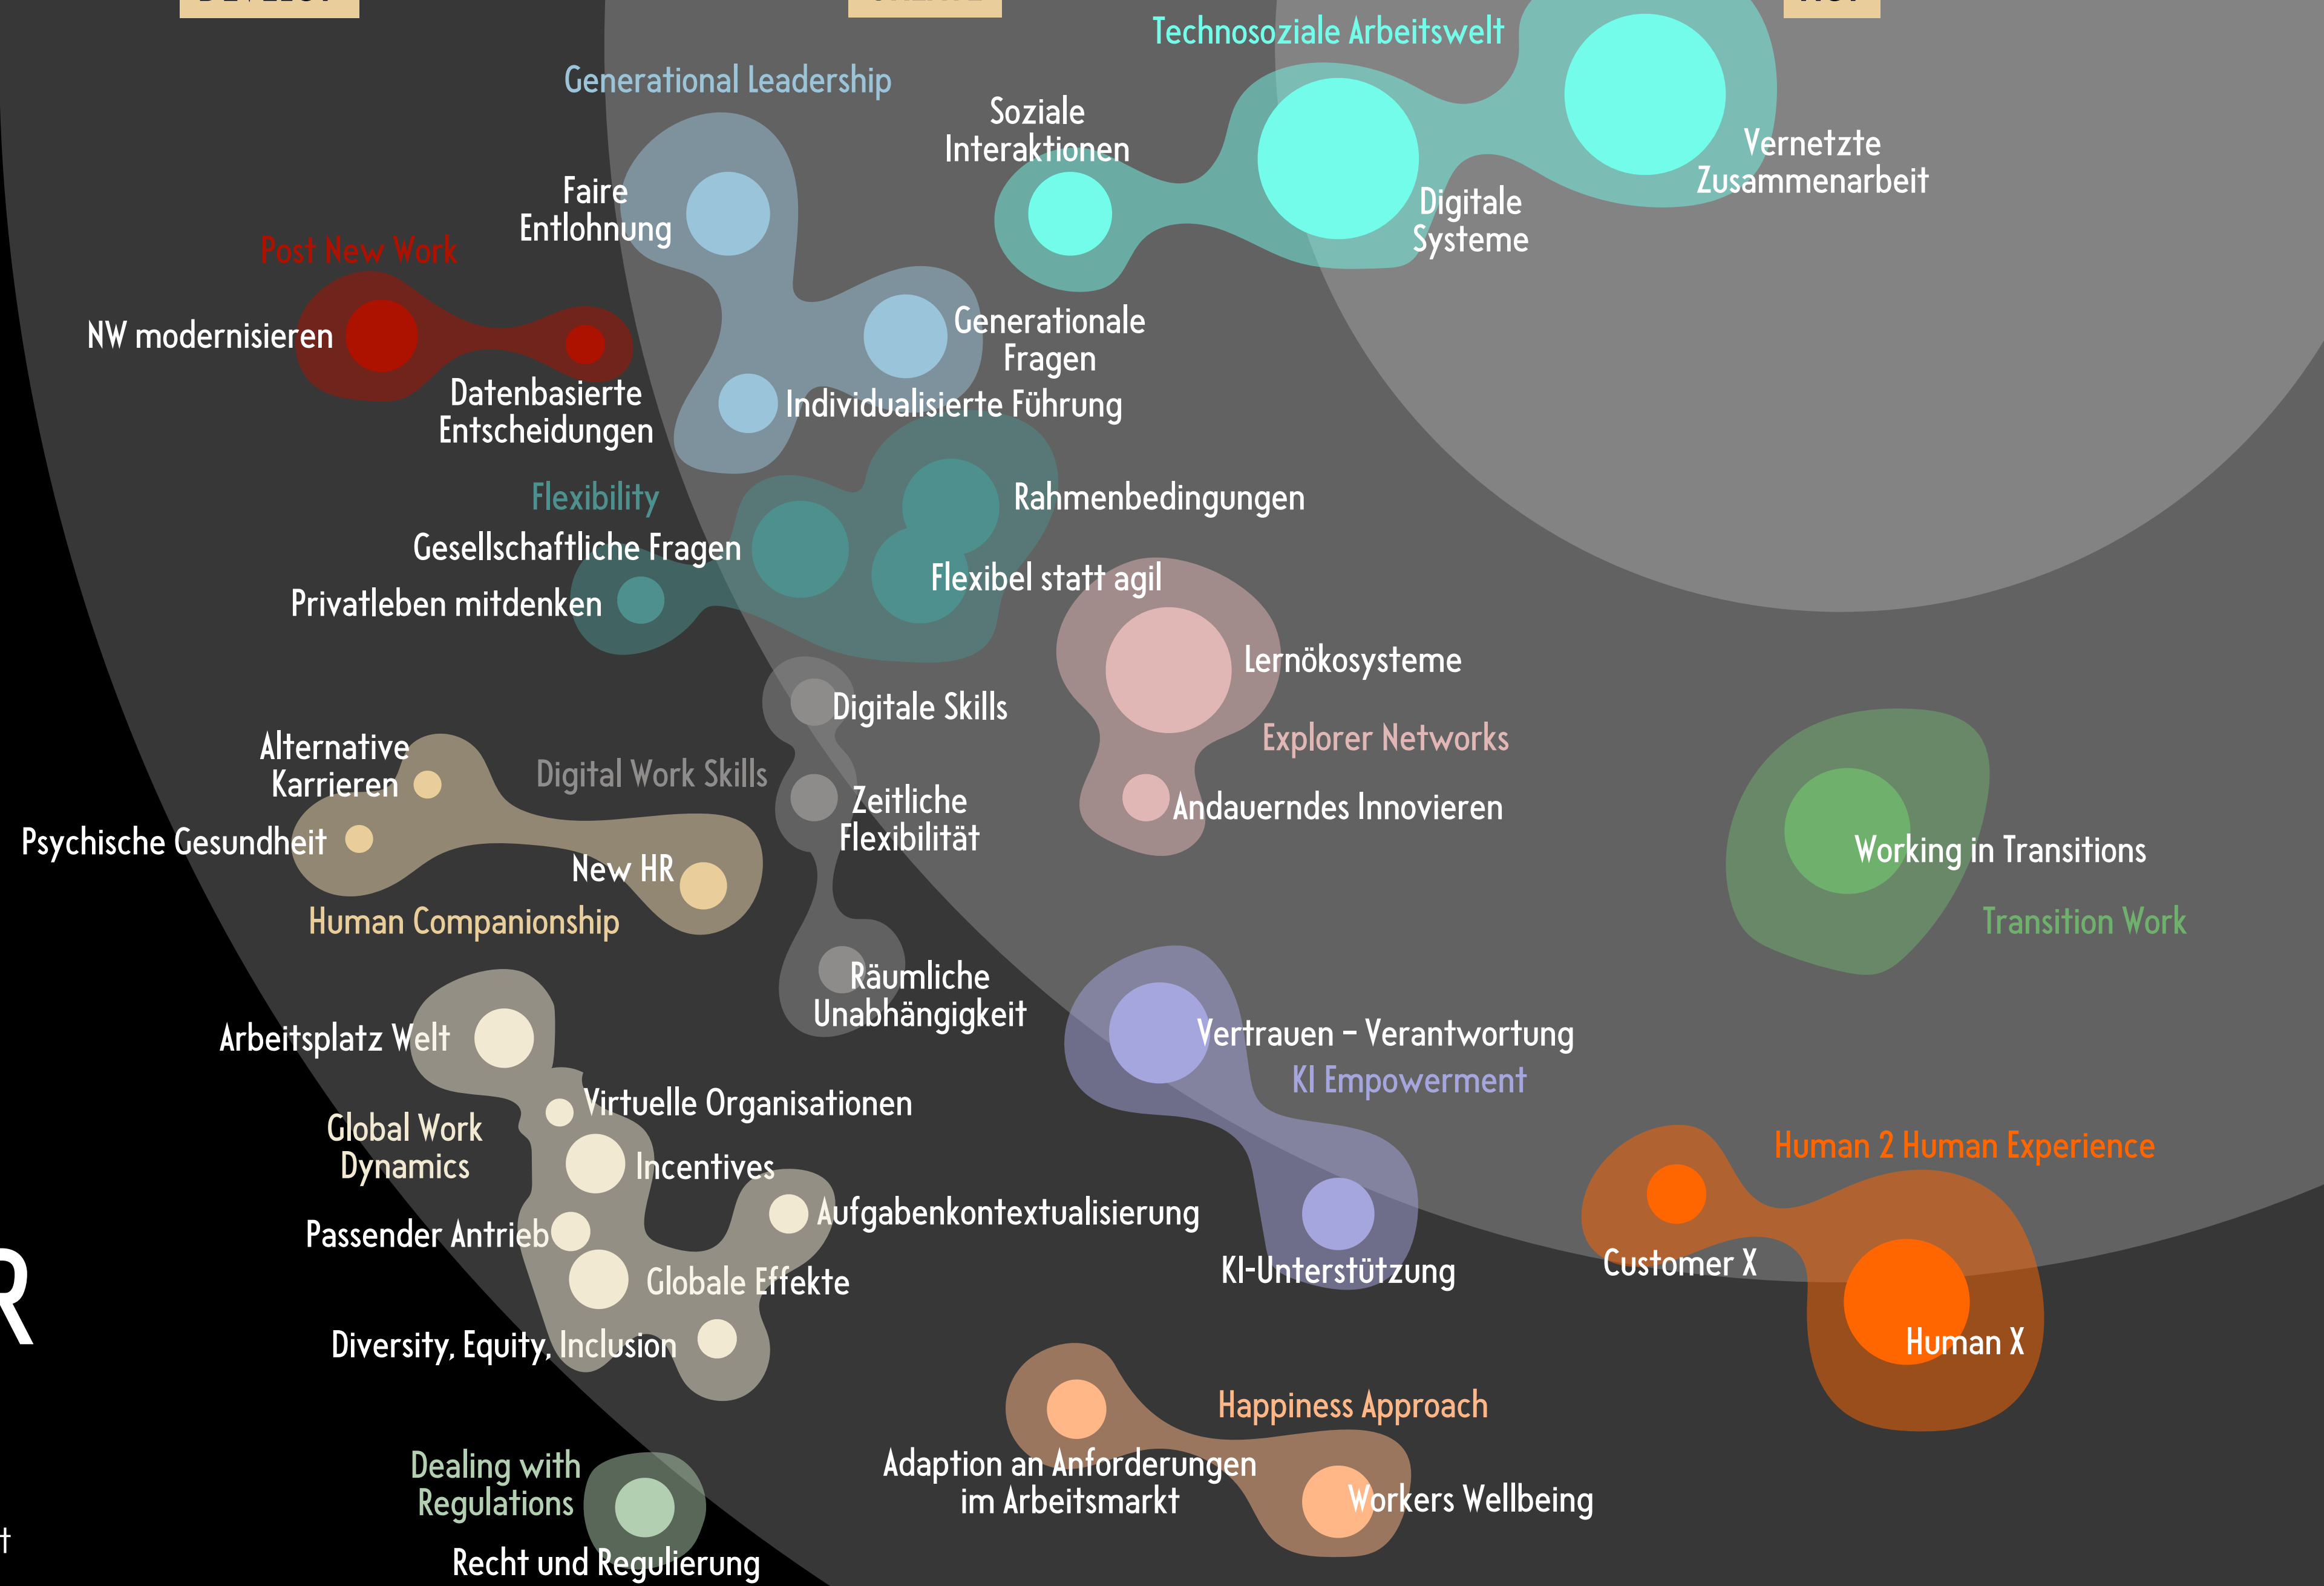 Technosoziale Arbeitswelt
Generational Leadership
Soziale
Interaktionen
Vernetzte
Zusammenarbeit
Digitale
Systeme
Faire
Entlohnung
Post New Work
NW modernisieren
Generationale
Fragen
Datenbasierte
Entscheidungen
Individualisierte Führung
Flexibility
Rahmenbedingungen
Gesellschaftliche Fragen
Flexibel statt agil
Privatleben mitdenken
Lernökosysteme
Digitale Skills
Explorer Networks
Alternative
Karrieren
Digital Work Skills
Zeitliche
Flexibilität
Andauerndes Innovieren
Psychische Gesundheit
New HR
Working in Transitions
Human Companionship
Transition Work
Räumliche
Unabhängigkeit
Arbeitsplatz Welt
Vertrauen – Verantwortung
KI Empowerment
Virtuelle Organisationen
Global Work
Dynamics
Incentives
Human 2 Human Experience
Aufgabenkontextualisierung
Passender Antrieb
Globale Effekte
KI-Unterstützung
Customer X
Diversity, Equity, Inclusion
Human X
R
Happiness Approach
Adaption an Anforderungen
im Arbeitsmarkt
Workers Wellbeing
Dealing with
Regulations
t
Recht und Regulierung